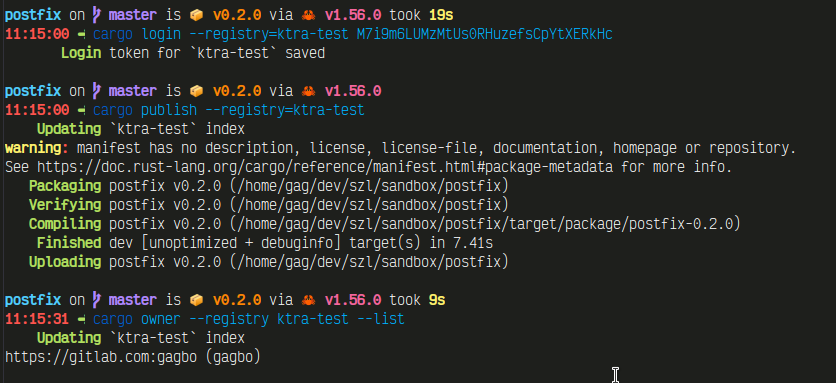 postfix on master is 📦 v0.2.0 via 🦀 v1.56.0 took 19s
11:15:00 ➜ cargo login --registry=ktra-test M7i9m6LUMzMtUs0RHuzefsCpYtXERkHc
Login token for `ktra-test` saved
postfix on master is 📦 v0.2.0 via 🦀 v1.56.0
11:15:00 ➜ cargo publish --registry=ktra-test
Updating `ktra-test` index
warning: manifest has no description, license, license-file, documentation, homepage or repository.
See https://doc.rust-lang.org/cargo/reference/manifest.html#package-metadata for more info.
Packaging postfix v0.2.0 (/home/gag/dev/szl/sandbox/postfix)
Verifying postfix v0.2.0 (/home/gag/dev/szl/sandbox/postfix)
Compiling postfix v0.2.0 (/home/gag/dev/szl/sandbox/postfix/target/package/postfix-0.2.0)
Finished dev [unoptimized + debuginfo] target(s) in 7.41s
Uploading postfix v0.2.0 (/home/gag/dev/szl/sandbox/postfix)
postfix on master is 📦 v0.2.0 via 🦀 v1.56.0 took 9s
11:15:31 ➜ cargo owner --registry ktra-test --list
Updating `ktra-test` index
https://gitlab.com:gagbo (gagbo)